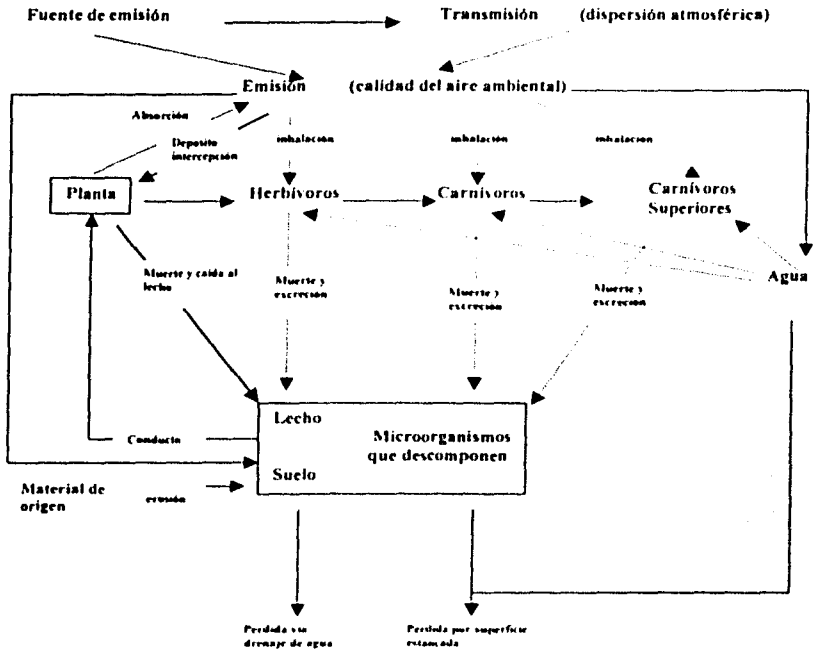 Fuente de emisión
Transmisión
(dispersión atmosférica)
Emisión
(calidad del aire ambiental)
Absorción
Deposito
intercepción
inhalación
inhalación
inhalación
Planta
Herbívoros
Carnívoros
Carnívoros
Superiores
Agua
Muerte y caída al
lecho
Muerte y
excreción
Muerte y
excreción
Muerte y
excreción
Lecho
Microorganismos
que descomponen
Suelo
Conducto
Material de
origen
erosión
Perdida via
drenaje de agua
Perdida por superficie
estancada